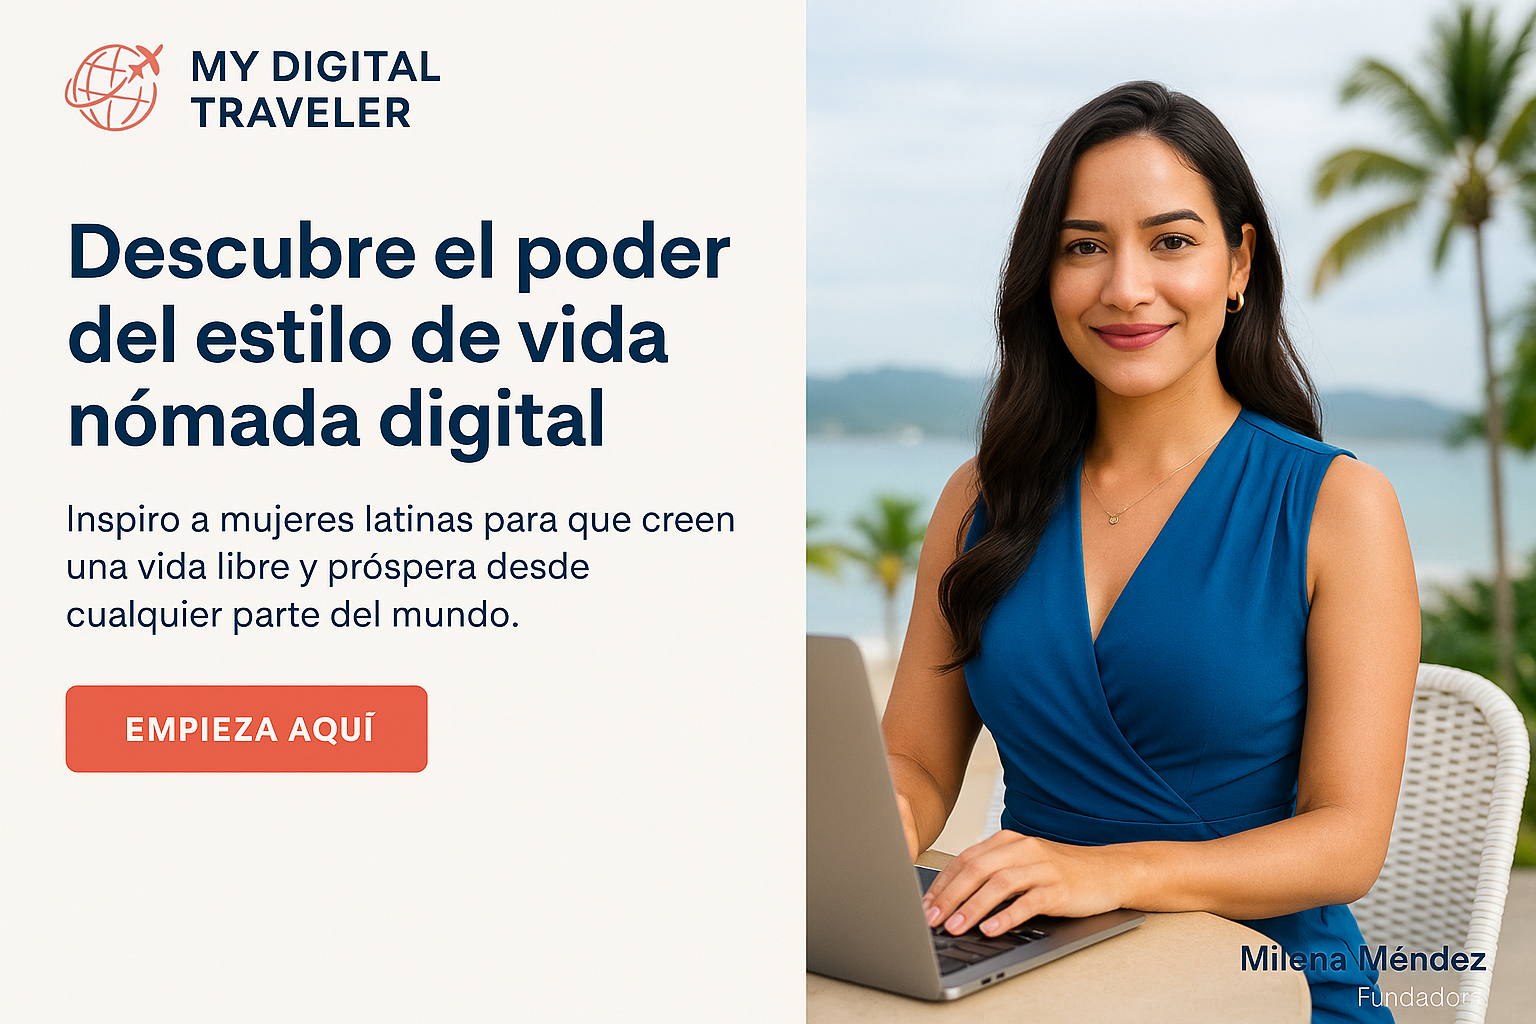 MY DIGITAL
TRAVELER
Descubre el poder
del estilo de vida
nómada digital
Inspiro a mujeres latinas para que creen
una vida libre y próspera desde
cualquier parte del mundo.
EMPIEZA AQUÍ
Milena Méndez
Fundadora